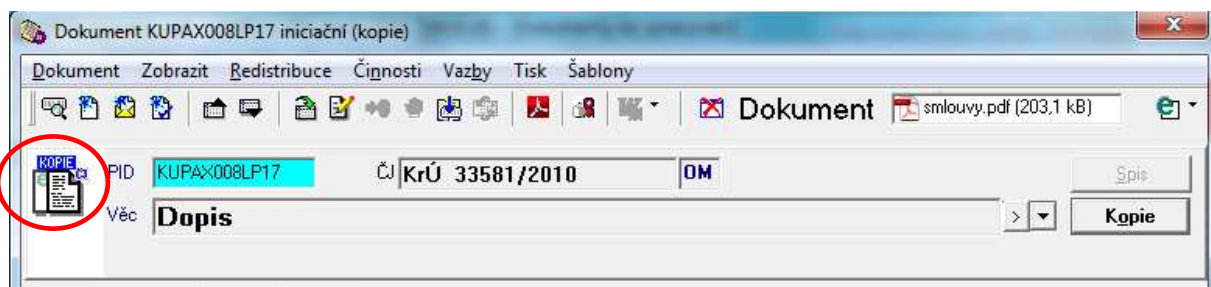 Dokument KUPAX008LP17 iniciační (kopie)
Dokument Zobrazit Redistribuce Činnosti Vazby Tisk Šablony
Dokument smlouvy.pdf (203,1 kB)
KOPIE
PID KUPAX008LP17 ČJ KrÚ 33581/2010 OM Spis
Věc Dopis > Kopie